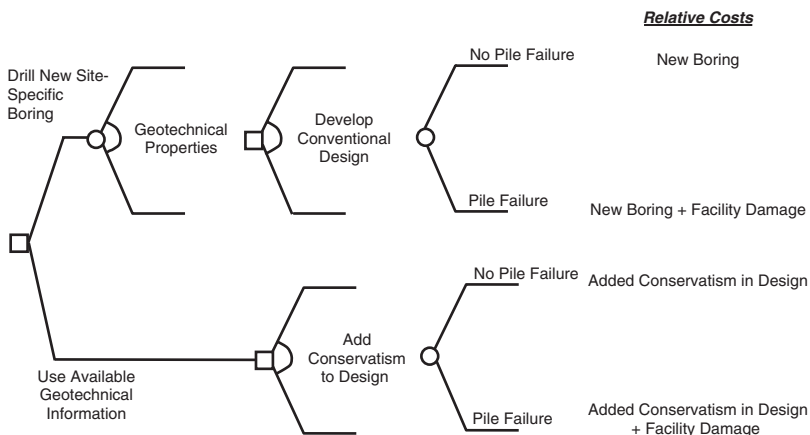 Relative Costs
Drill New Site-
Specific
Boring
Geotechnical
Properties
Develop
Conventional
Design
No Pile Failure
New Boring
Pile Failure
New Boring + Facility Damage
Use Available
Geotechnical
Information
Add
Conservatism
to Design
No Pile Failure
Added Conservatism in Design
Pile Failure
Added Conservatism in Design
+ Facility Damage